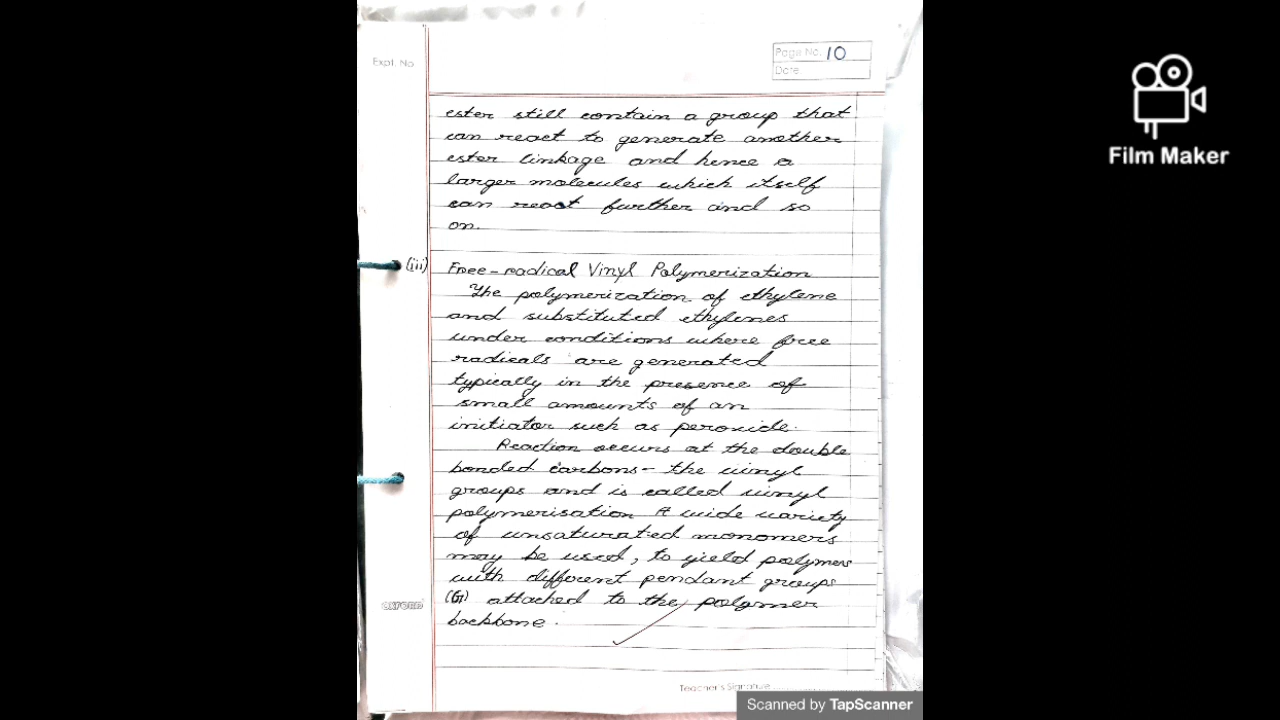 Expt. No
Page No. 10
Date
ester still contain a group that
can react to generate another
ester linkage and hence a
larger molecules which itself
can react further and so
on.
(iii) Free-radical Vinyl Polymerization
The polymerization of ethylene
and substituted ethylenes
under conditions where free
radicals are generated
typically in the presence of
small amounts of an
initiator such as peroxide.
Reaction occurs at the double
bonded carbons - the vinyl
groups and is called vinyl
polymerisation A wide variety
of unsaturated monomers
may be used, to yield polymers
with different pendant groups
(G) attached to the polymer
backbone.
oxford
Teacher's Signature
Scanned by TapScanner
Film Maker